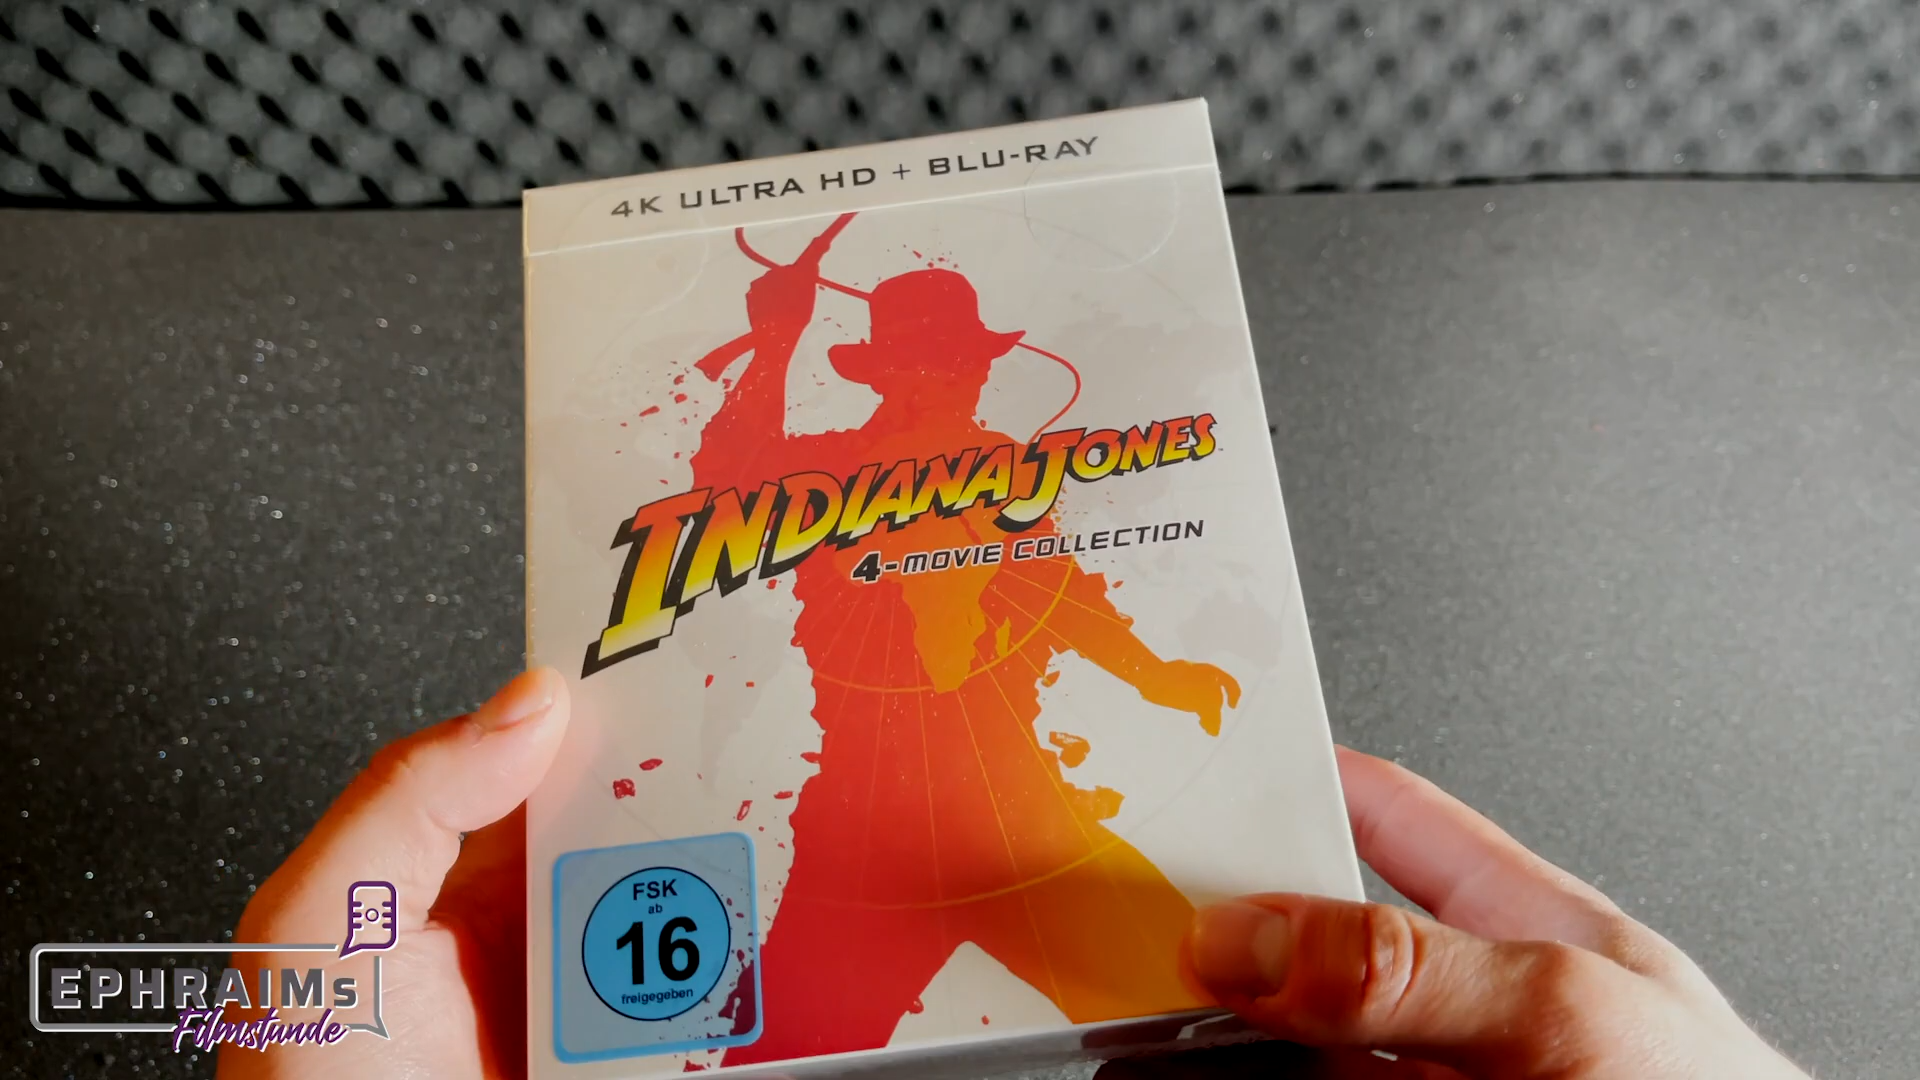 4K ULTRA HD + BLU-RAY
INDIANA JONES
4-MOVIE COLLECTION
FSK
ab
16
freigegeben
EPHRAIMs
Filmstunde